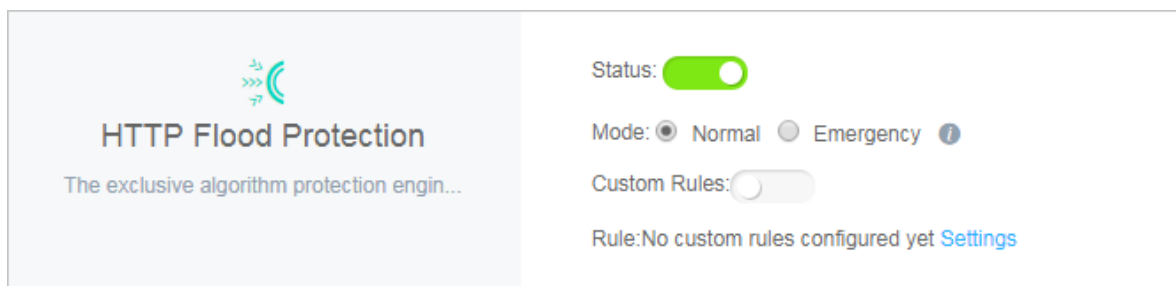 HTTP Flood Protection
The exclusive algorithm protection engin...
Status:
Mode: Normal Emergency
Custom Rules:
Rule:No custom rules configured yet Settings